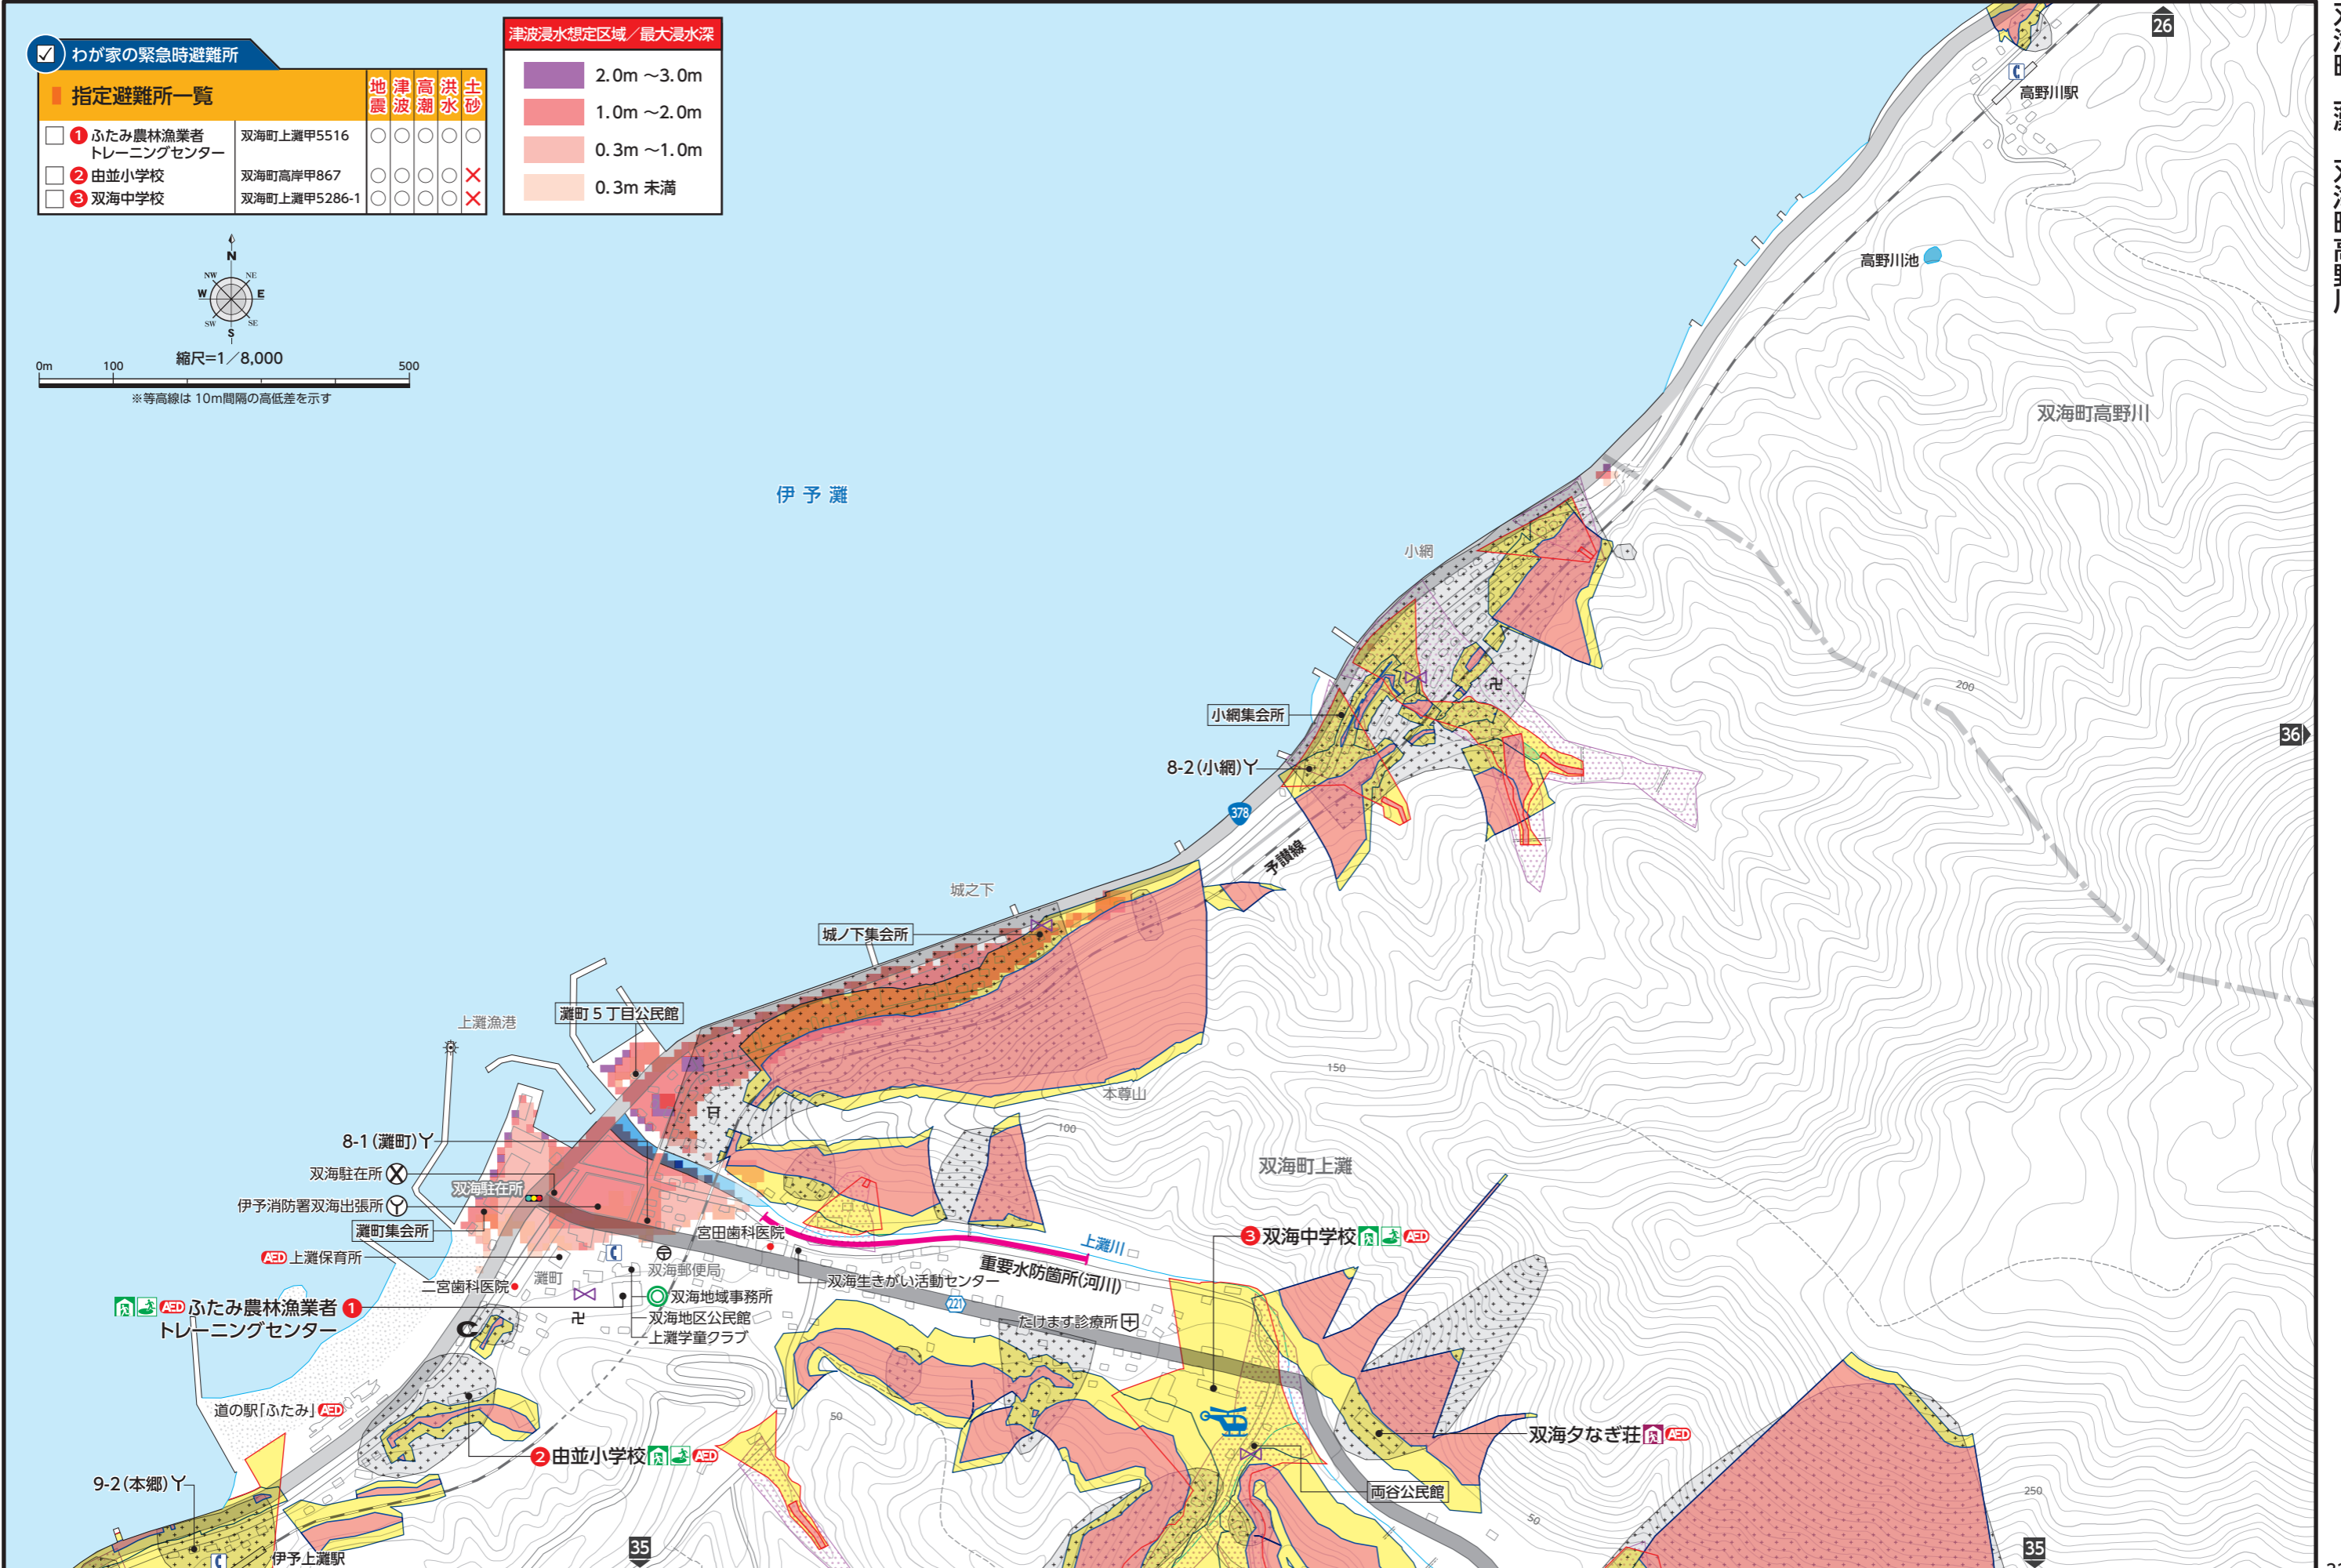 わが家の緊急時避難所
指定避難所一覧
地震 津波 高潮 洪水 土砂
1 ふたみ農林漁業者 双海町上灘甲5516 ○ ○ ○ ○ ○
トレーニングセンター
2 由並小学校 双海町高岸甲867 ○ ○ ○ ○ ×
3 双海中学校 双海町上灘甲5286-1 ○ ○ ○ ○ ×
津波浸水想定区域／最大浸水深
2.0m ～3.0m
1.0m ～2.0m
0.3m ～1.0m
0.3m 未満
N
NW NE
W E
SW SE
S
縮尺=1／8,000
0m 100 500
※等高線は 10m間隔の高低差を示す
26
高野川駅
高野川池
双海町高野川
伊予灘
小網
200
小網集会所
36
8-2(小網)
378
予讃線
城之下
城ノ下集会所
灘町5丁目公民館
上灘漁港
150
本尊山
100
8-1(灘町)
双海町上灘
双海駐在所
双海駐在所
伊予消防署双海出張所
灘町集会所
宮田歯科医院
3 双海中学校 AED
上灘川
AED 上灘保育所
双海郵便局
重要水防箇所(河川)
灘町
双海生きがい活動センター
二宮歯科医院
双海地域事務所
221
AED ふたみ農林漁業者 1
トレーニングセンター
双海地区公民館
上灘学童クラブ
たけます診療所
道の駅「ふたみ」 AED
50
双海夕なぎ荘 AED
2 由並小学校 AED
9-2(本郷)
両谷公民館
250
50
伊予上灘駅
35
35